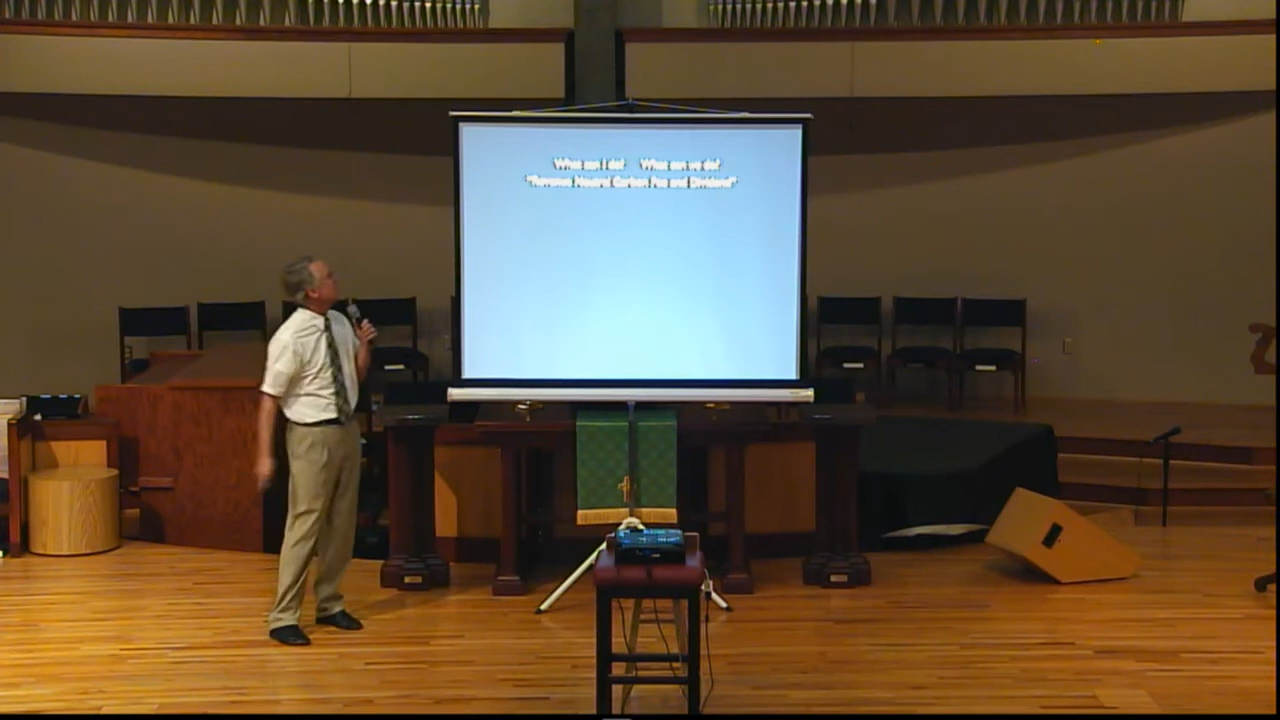 What can I do? What can we do?
"Revenue Neutral Carbon Fee and Dividend"